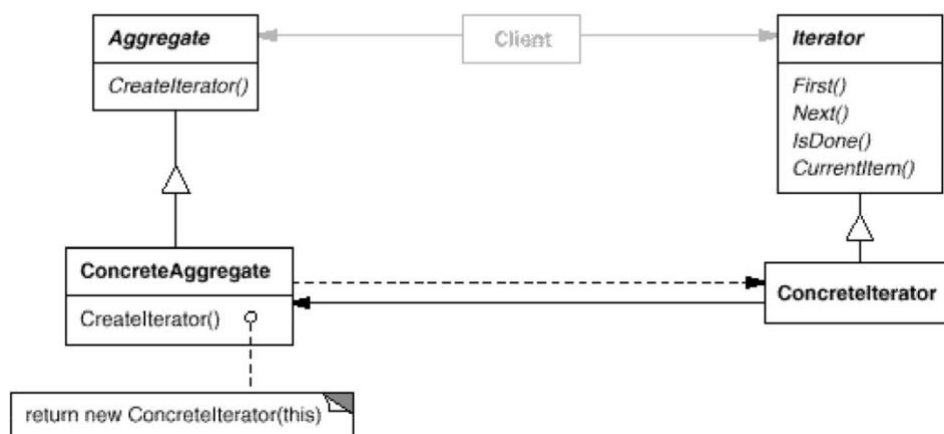 Aggregate
CreateIterator()
Client
Iterator
First()
Next()
IsDone()
CurrentItem()
ConcreteAggregate
CreateIterator()
ConcreteIterator
return new ConcreteIterator(this)